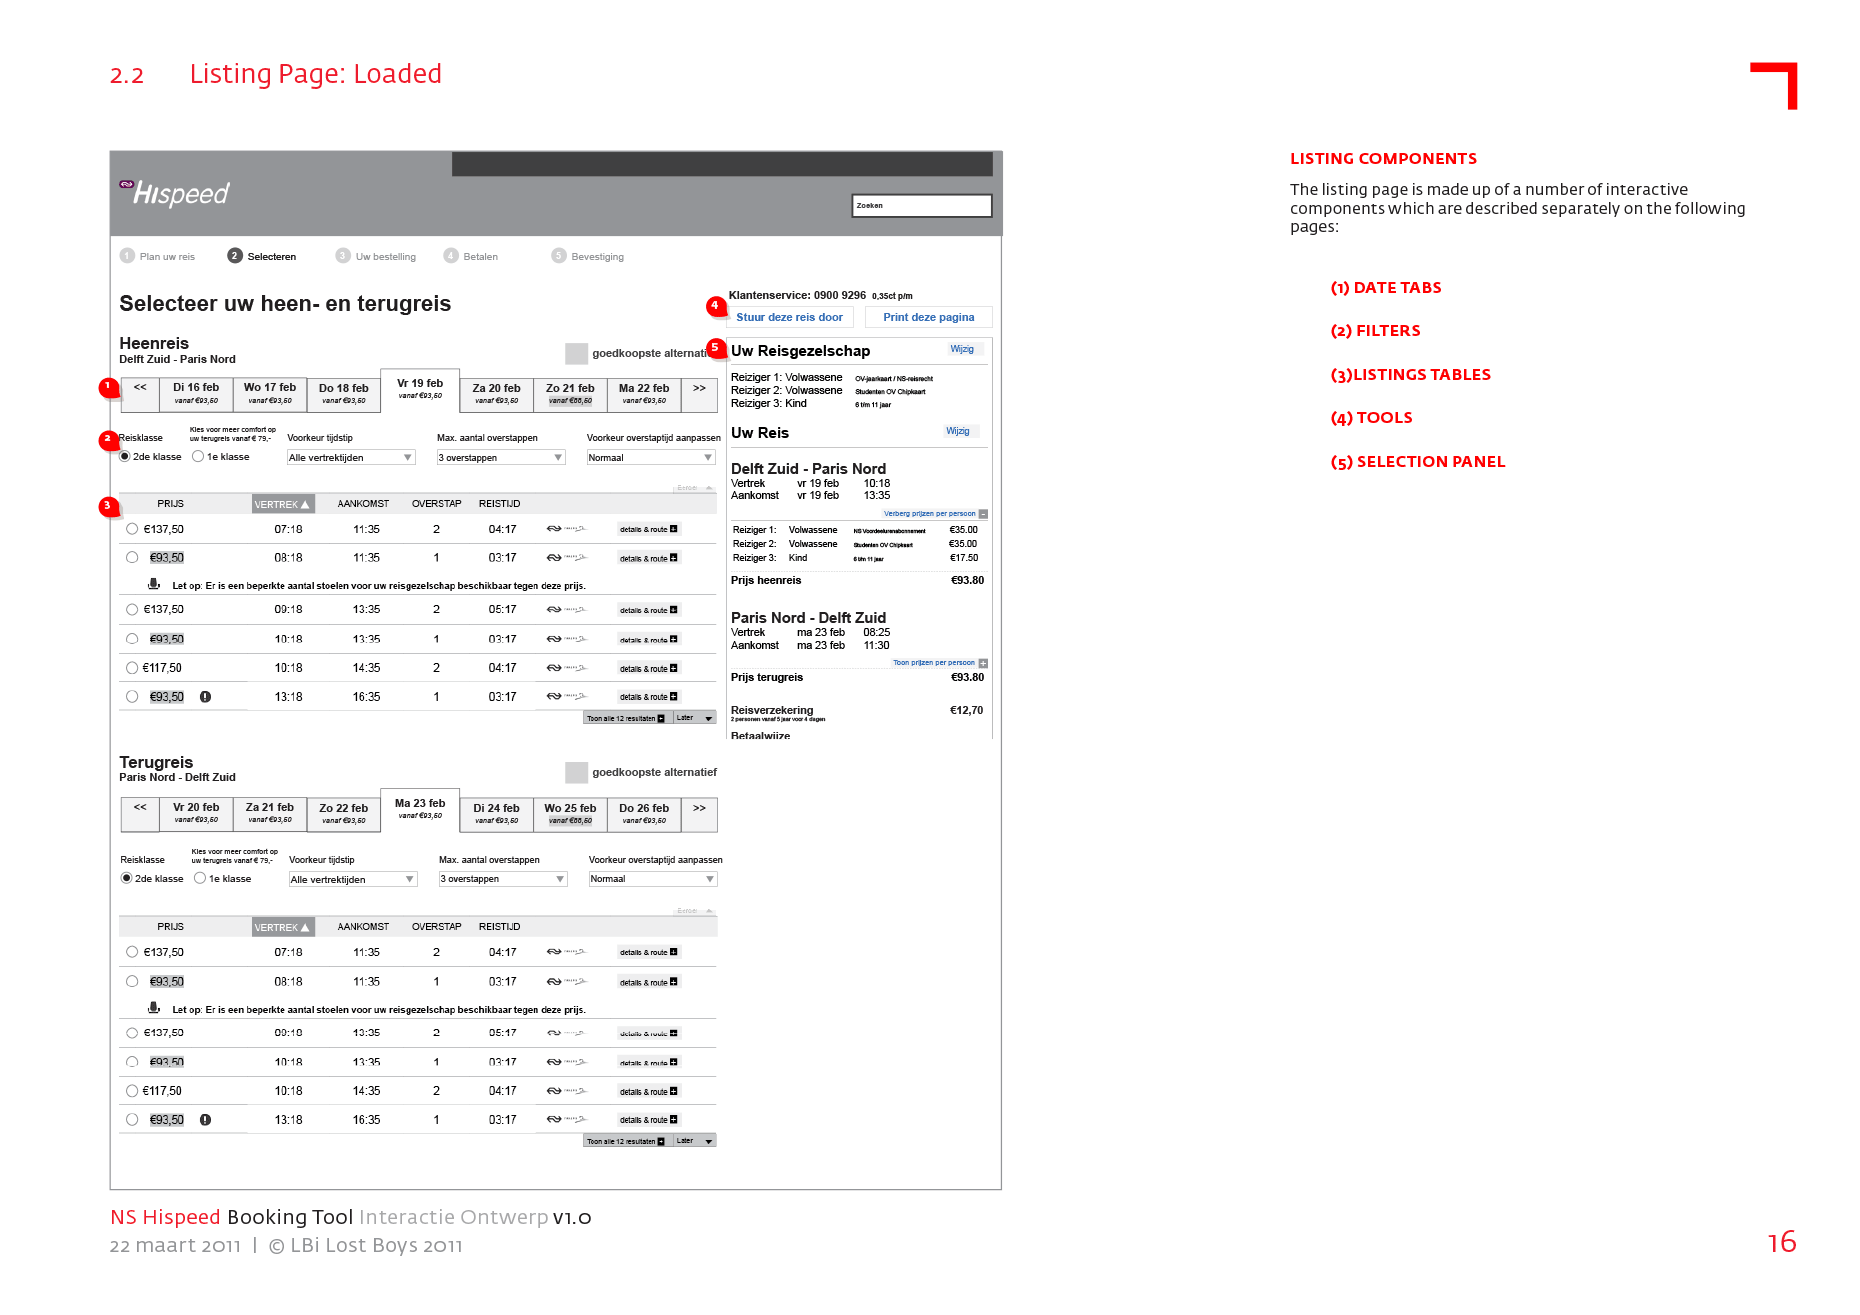 2.2 Listing Page: Loaded
Hispeed
Zoeken
1 Plan uw reis 2 Selecteren 3 Uw bestelling 4 Betalen 5 Bevestiging
Selecteer uw heen- en terugreis
Heenreis
Delft Zuid - Paris Nord
goedkoopste alternati
1
<< Di 16 feb Wo 17 feb Do 18 feb Vr 19 feb Za 20 feb Zo 21 feb Ma 22 feb >>
vanaf €93,50 vanaf €93,50 vanaf €93,50 vanaf €93,50 vanaf €93,50 vanaf €88,50 vanaf €93,50
2
Kies voor meer comfort op
Reisklasse uw terugreis vanaf € 79,- Voorkeur tijdstip Max. aantal overstappen Voorkeur overstaptijd aanpassen
2de klasse 1e klasse Alle vertrektijden 3 overstappen Normaal
Eerder
3
PRIJS VERTREK AANKOMST OVERSTAP REISTIJD
€137,50 07:18 11:35 2 04:17 details & route
€93,50 08:18 11:35 1 03:17 details & route
Let op: Er is een beperkte aantal stoelen voor uw reisgezelschap beschikbaar tegen deze prijs.
€137,50 09:18 13:35 2 05:17 details & route
€93,50 10:18 13:35 1 03:17 details & route
€117,50 10:18 14:35 2 04:17 details & route
€93,50 13:18 16:35 1 03:17 details & route
Toon alle 12 resultaten Later
Terugreis
Paris Nord - Delft Zuid
goedkoopste alternatief
<< Vr 20 feb Za 21 feb Zo 22 feb Ma 23 feb Di 24 feb Wo 25 feb Do 26 feb >>
vanaf €93,50 vanaf €93,50 vanaf €93,50 vanaf €93,50 vanaf €93,50 vanaf €88,50 vanaf €93,50
Kies voor meer comfort op
Reisklasse uw terugreis vanaf € 79,- Voorkeur tijdstip Max. aantal overstappen Voorkeur overstaptijd aanpassen
2de klasse 1e klasse Alle vertrektijden 3 overstappen Normaal
Eerder
PRIJS VERTREK AANKOMST OVERSTAP REISTIJD
€137,50 07:18 11:35 2 04:17 details & route
€93,50 08:18 11:35 1 03:17 details & route
Let op: Er is een beperkte aantal stoelen voor uw reisgezelschap beschikbaar tegen deze prijs.
€137,50 09:18 13:35 2 05:17 details & route
€93,50 10:18 13:35 1 03:17 details & route
€117,50 10:18 14:35 2 04:17 details & route
€93,50 13:18 16:35 1 03:17 details & route
Toon alle 12 resultaten Later
Klantenservice: 0900 9296 0,35ct p/m
4
Stuur deze reis door Print deze pagina
5
Uw Reisgezelschap Wijzig
Reiziger 1: Volwassene OV-jaarkaart / NS-reisrecht
Reiziger 2: Volwassene Studenten OV Chipkaart
Reiziger 3: Kind 6 t/m 11 jaar
Uw Reis Wijzig
Delft Zuid - Paris Nord
Vertrek vr 19 feb 10:18
Aankomst vr 19 feb 13:35
Verberg prijzen per persoon -
Reiziger 1: Volwassene NS Voordeelurenabonnement €35.00
Reiziger 2: Volwassene Studenten OV Chipkaart €35.00
Reiziger 3: Kind 6 t/m 11 jaar €17.50
Prijs heenreis €93.80
Paris Nord - Delft Zuid
Vertrek ma 23 feb 08:25
Aankomst ma 23 feb 11:30
Toon prijzen per persoon +
Prijs terugreis €93.80
Reisverzekering €12,70
2 personen vanaf 5 jaar voor 4 dagen
Betaalwijze
LISTING COMPONENTS
The listing page is made up of a number of interactive
components which are described separately on the following
pages:
(1) DATE TABS
(2) FILTERS
(3)LISTINGS TABLES
(4) TOOLS
(5) SELECTION PANEL
NS Hispeed Booking Tool Interactie Ontwerp v1.0
22 maart 2011 | © LBi Lost Boys 2011
16